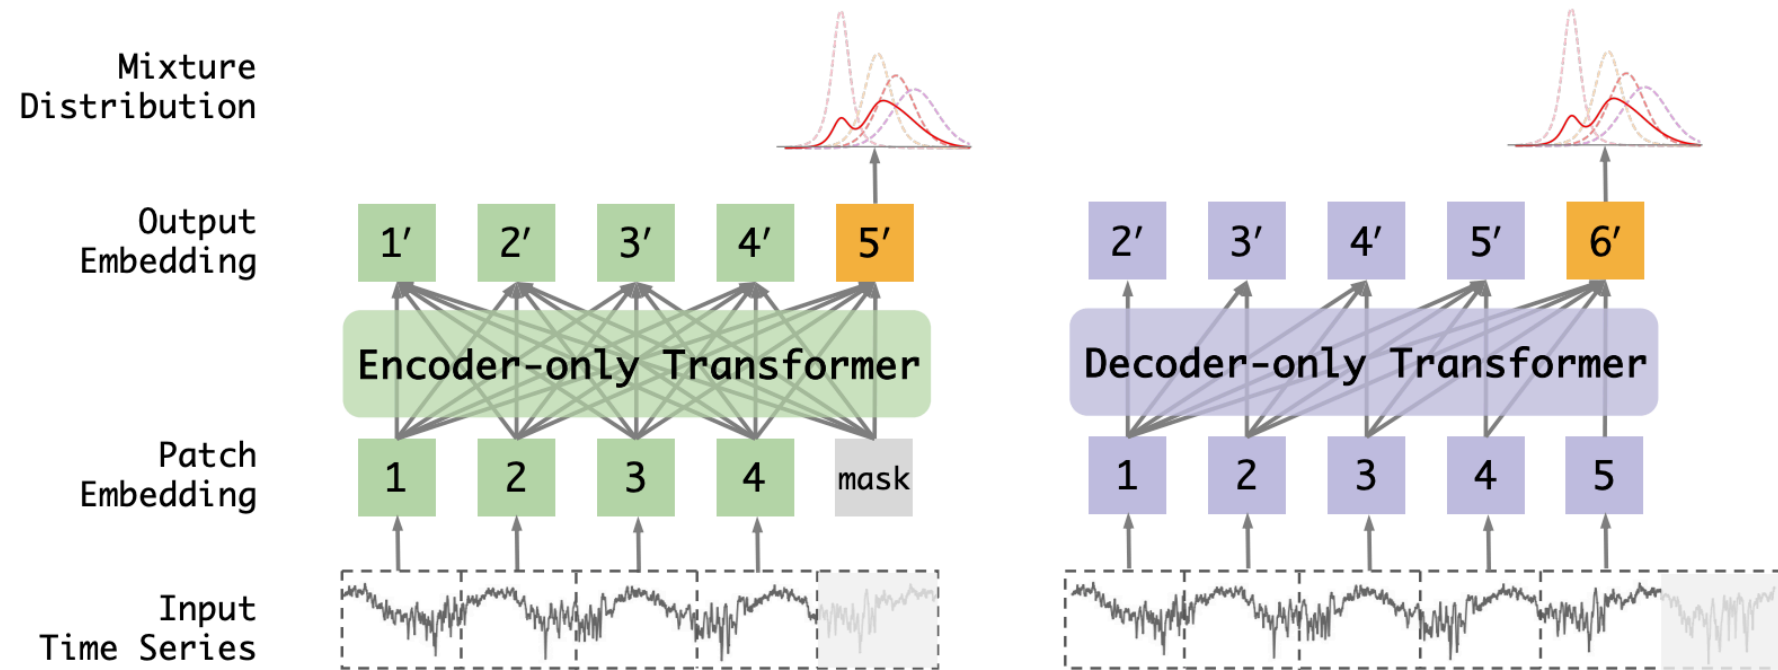 Mixture
Distribution
Output
Embedding
1′ 2′ 3′ 4′ 5′
2′ 3′ 4′ 5′ 6′
Encoder-only Transformer
Decoder-only Transformer
Patch
Embedding
1 2 3 4 mask
1 2 3 4 5
Input
Time Series